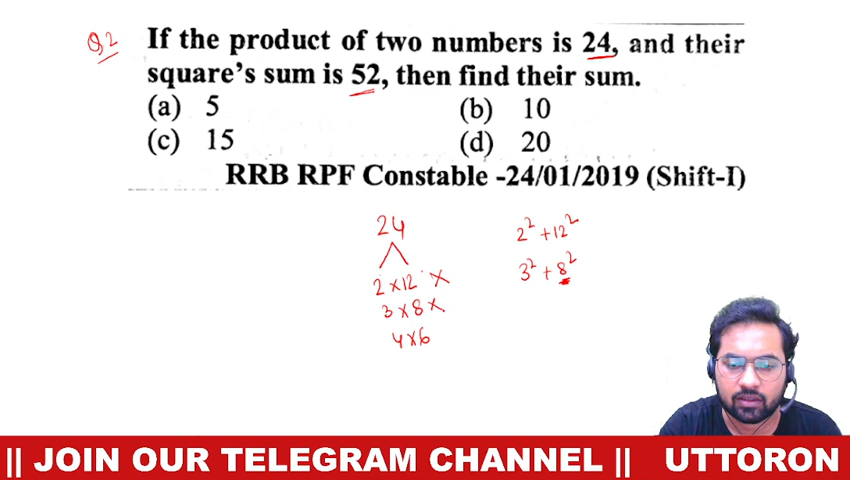 Q2 If the product of two numbers is 24, and their
square's sum is 52, then find their sum.
(a) 5 (b) 10
(c) 15 (d) 20
RRB RPF Constable -24/01/2019 (Shift-I)
24
2² + 12²
2 x 12 x
3² + 8²
3 x 8 x
4 x 6
|| JOIN OUR TELEGRAM CHANNEL || UTTORON